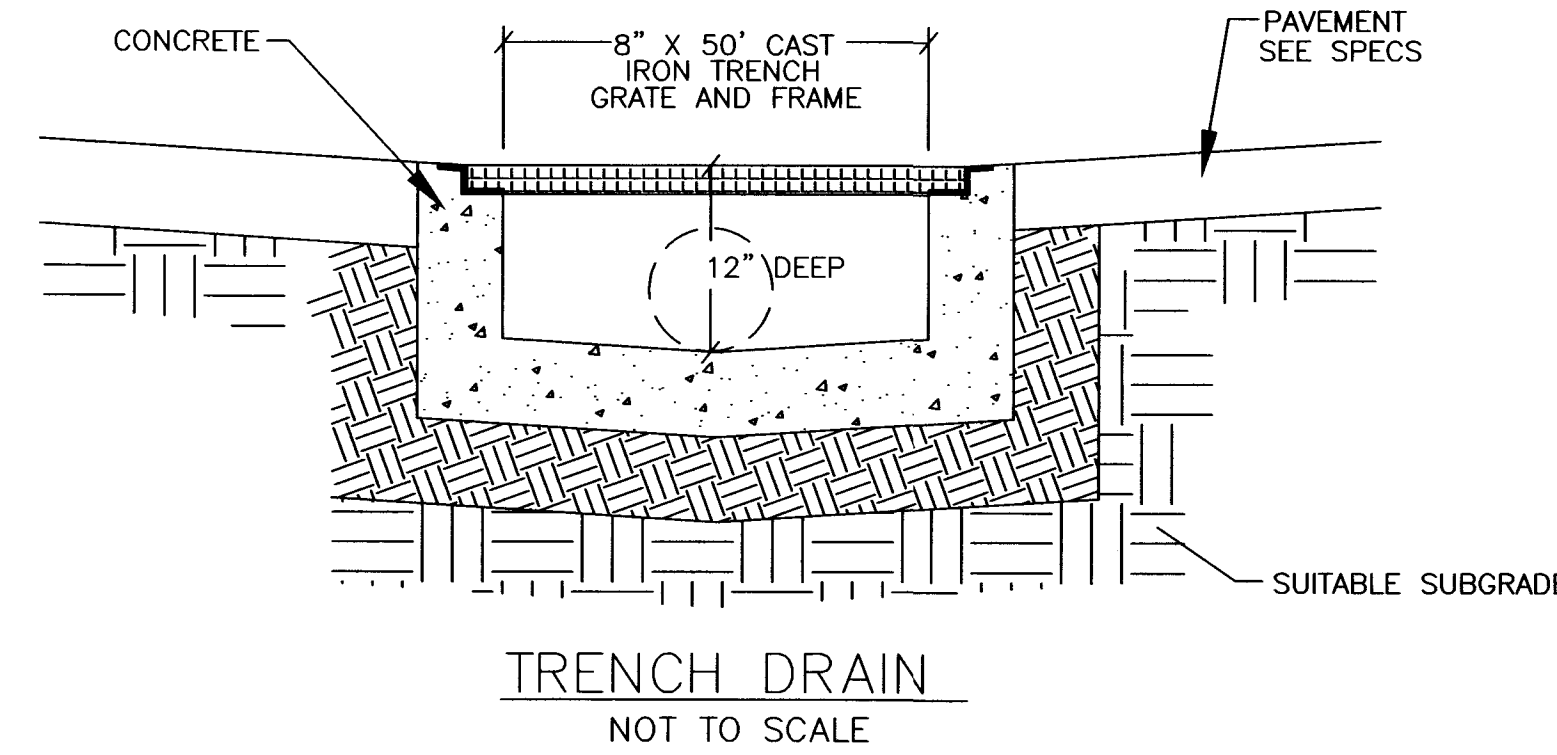 CONCRETE
8" X 50' CAST
IRON TRENCH
GRATE AND FRAME
PAVEMENT
SEE SPECS
12" DEEP
SUITABLE SUBGRADE
TRENCH DRAIN
NOT TO SCALE